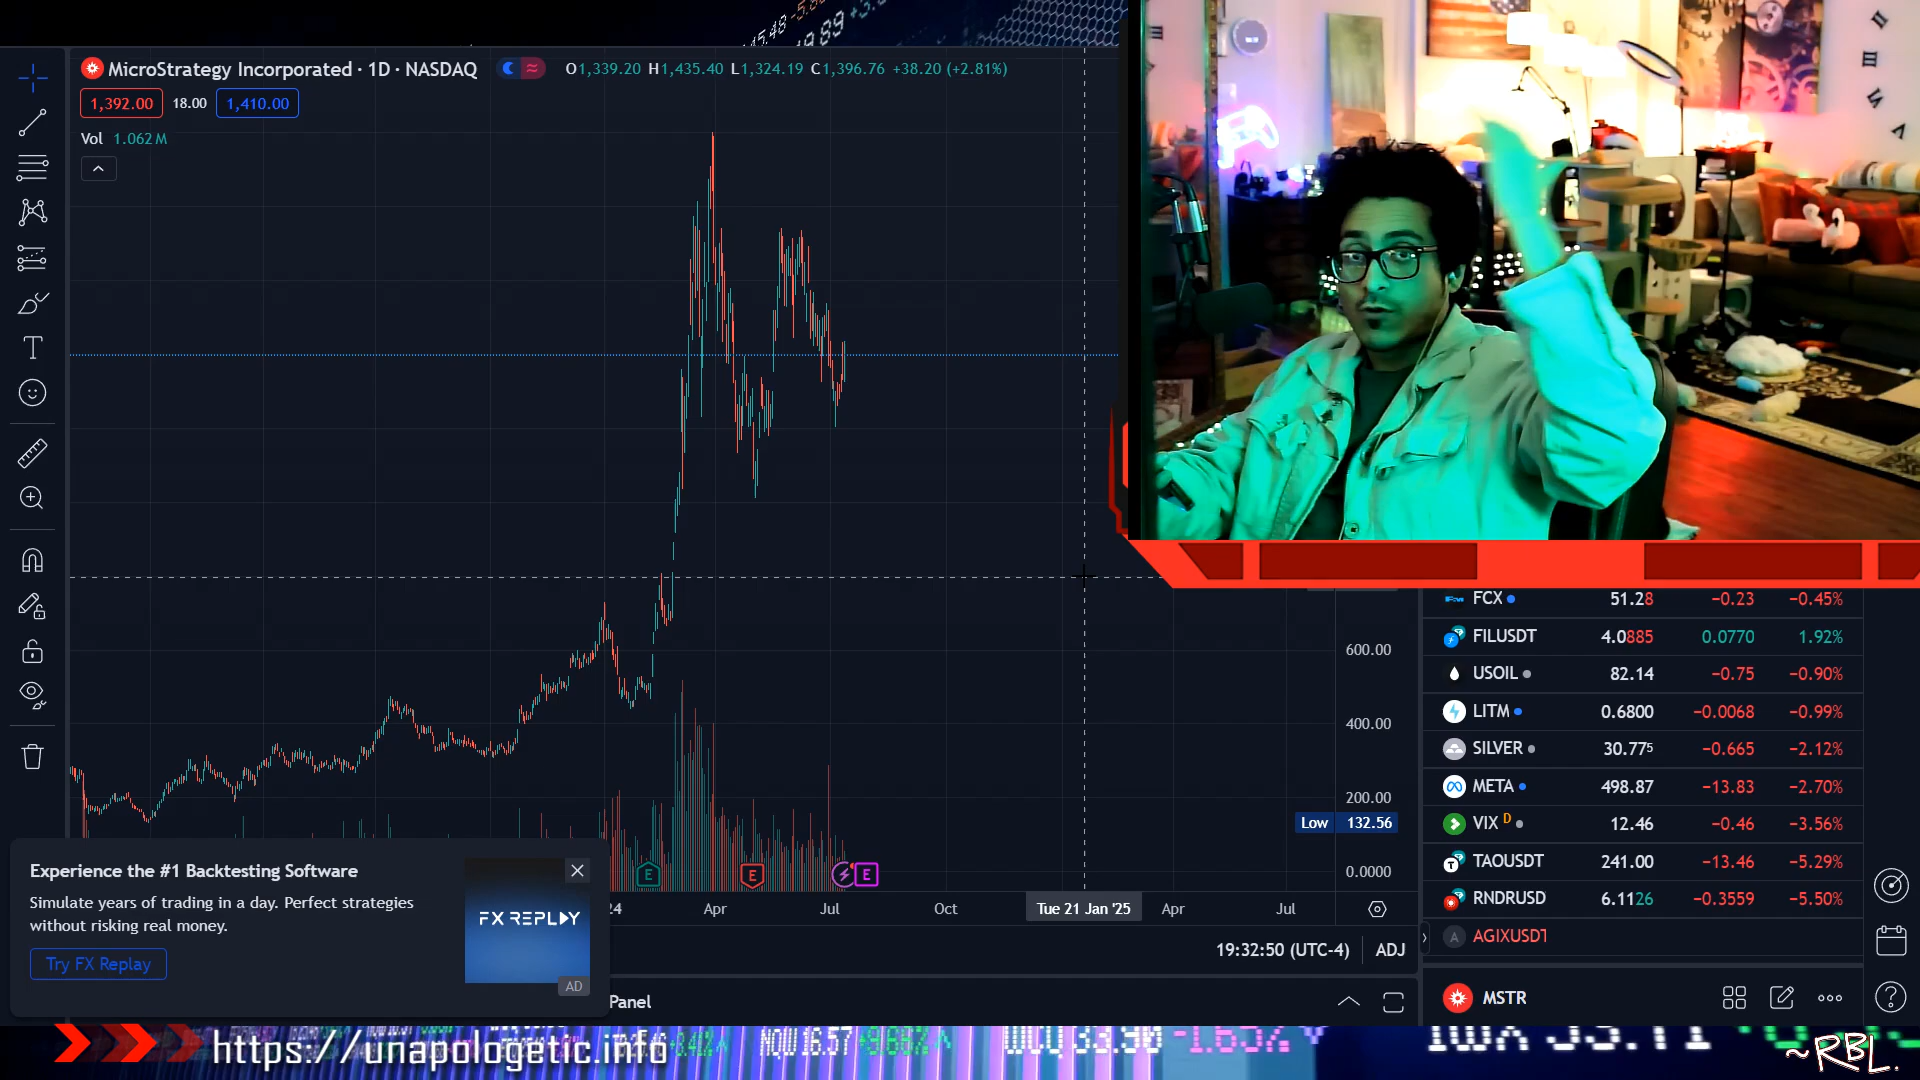 MicroStrategy Incorporated · 1D · NASDAQ
O1,339.20 H1,435.40 L1,324.19 C1,396.76 +38.20 (+2.81%)
1,392.00 18.00 1,410.00
Vol 1.062 M
600.00
400.00
200.00
Low 132.56
0.0000
24 Apr Jul Oct Tue 21 Jan '25 Apr Jul
19:32:50 (UTC-4) ADJ
Panel
Experience the #1 Backtesting Software
Simulate years of trading in a day. Perfect strategies
without risking real money.
Try FX Replay
FX REPLAY
AD
E E E
FCX 51.28 −0.23 −0.45%
FILUSDT 4.0885 0.0770 1.92%
USOIL 82.14 −0.75 −0.90%
LITM 0.6800 −0.0068 −0.99%
SILVER 30.775 −0.665 −2.12%
META 498.87 −13.83 −2.70%
VIX D 12.46 −0.46 −3.56%
TAOUSDT 241.00 −13.46 −5.29%
RNDRUSD 6.1126 −0.3559 −5.50%
AGIXUSDT
MSTR
https://unapologetic.info
NQW 16.57
~RBL.